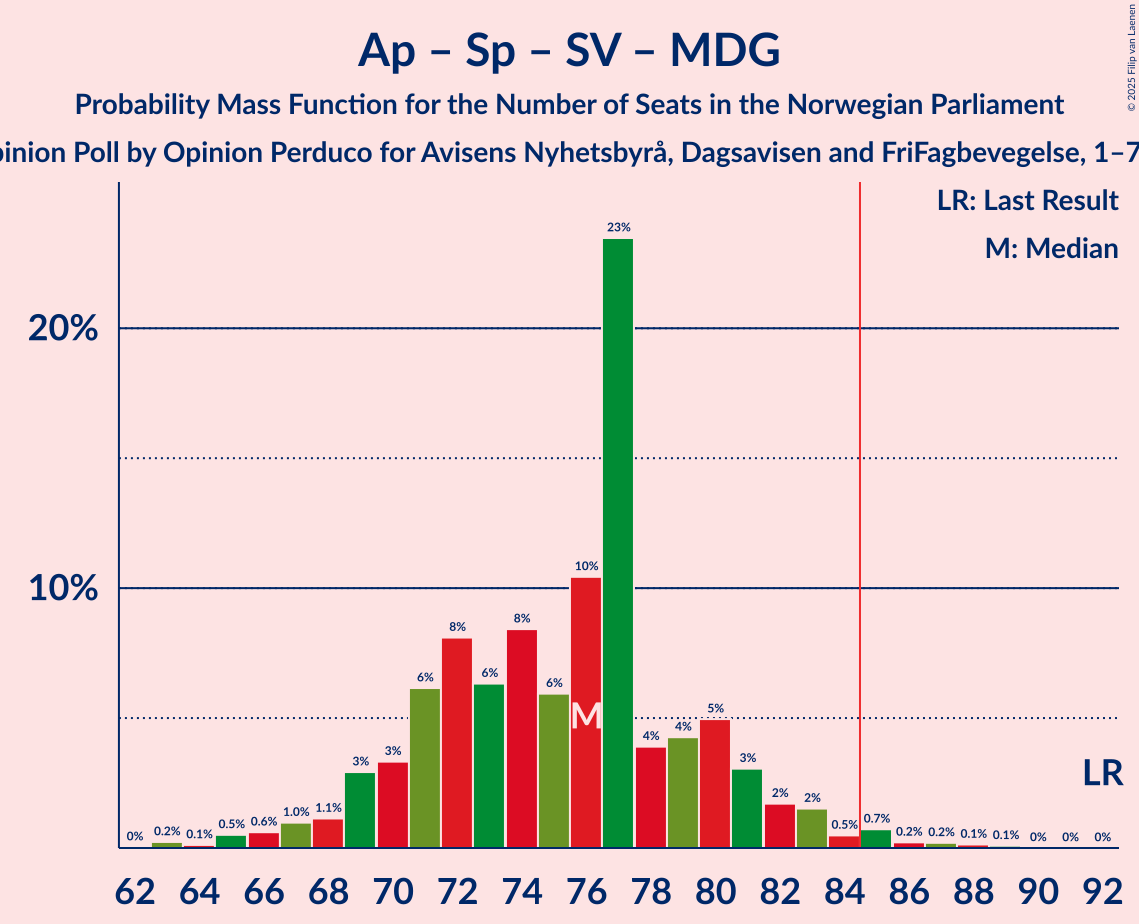 Ap – Sp – SV – MDG
Probability Mass Function for the Number of Seats in the Norwegian Parliament
Opinion Poll by Opinion Perduco for Avisens Nyhetsbyrå, Dagsavisen and FriFagbevegelse, 1–7
© 2025 Filip van Laenen
LR: Last Result
M: Median
20%
10%
0% 0.2% 0.1% 0.5% 0.6% 1.0% 1.1% 3% 3% 6% 8% 6% 8% 6% 10% 23% 4% 4% 5% 3% 2% 2% 0.5% 0.7% 0.2% 0.2% 0.1% 0.1% 0% 0% 0%
M
LR
62 64 66 68 70 72 74 76 78 80 82 84 86 88 90 92